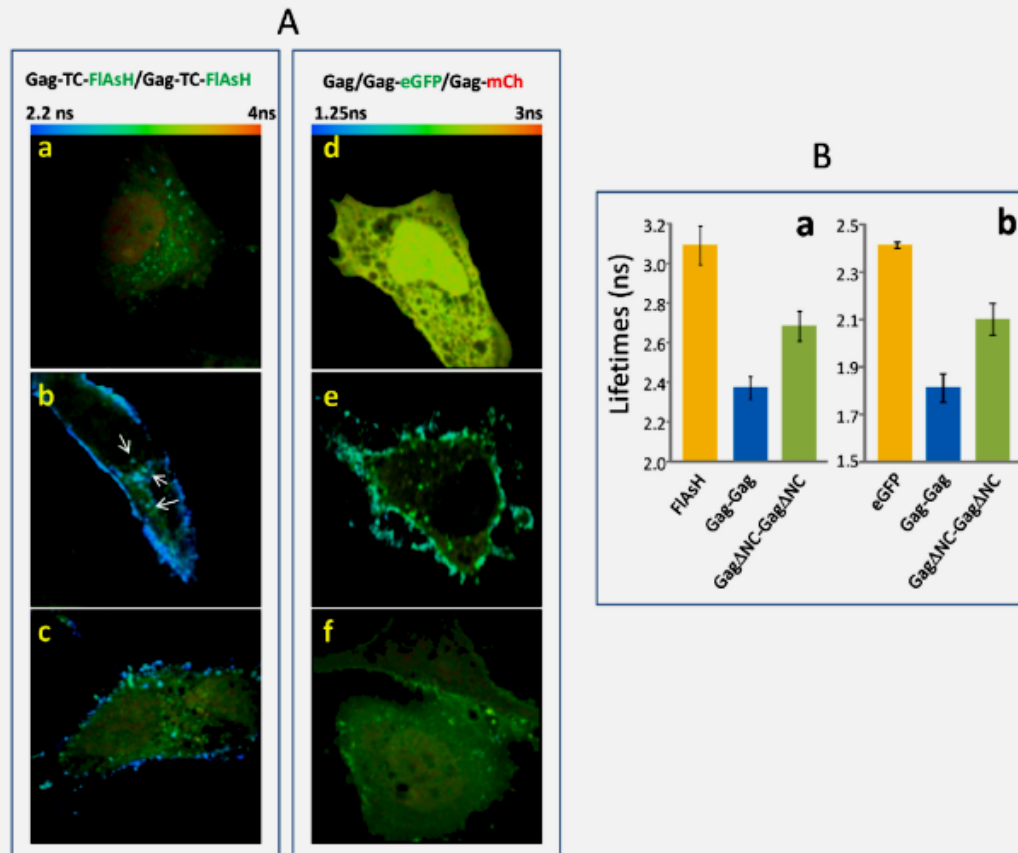 A
Gag-TC-FlAsH/Gag-TC-FlAsH
2.2 ns 4ns
a
b
c
Gag/Gag-eGFP/Gag-mCh
1.25ns 3ns
d
e
f
B
a
Lifetimes (ns)
3.2
3.0
2.8
2.6
2.4
2.2
2.0
FlAsH
Gag-Gag
GagΔNC-GagΔNC
b
2.5
2.3
2.1
1.9
1.8
1.5
eGFP
Gag-Gag
GagΔNC-GagΔNC